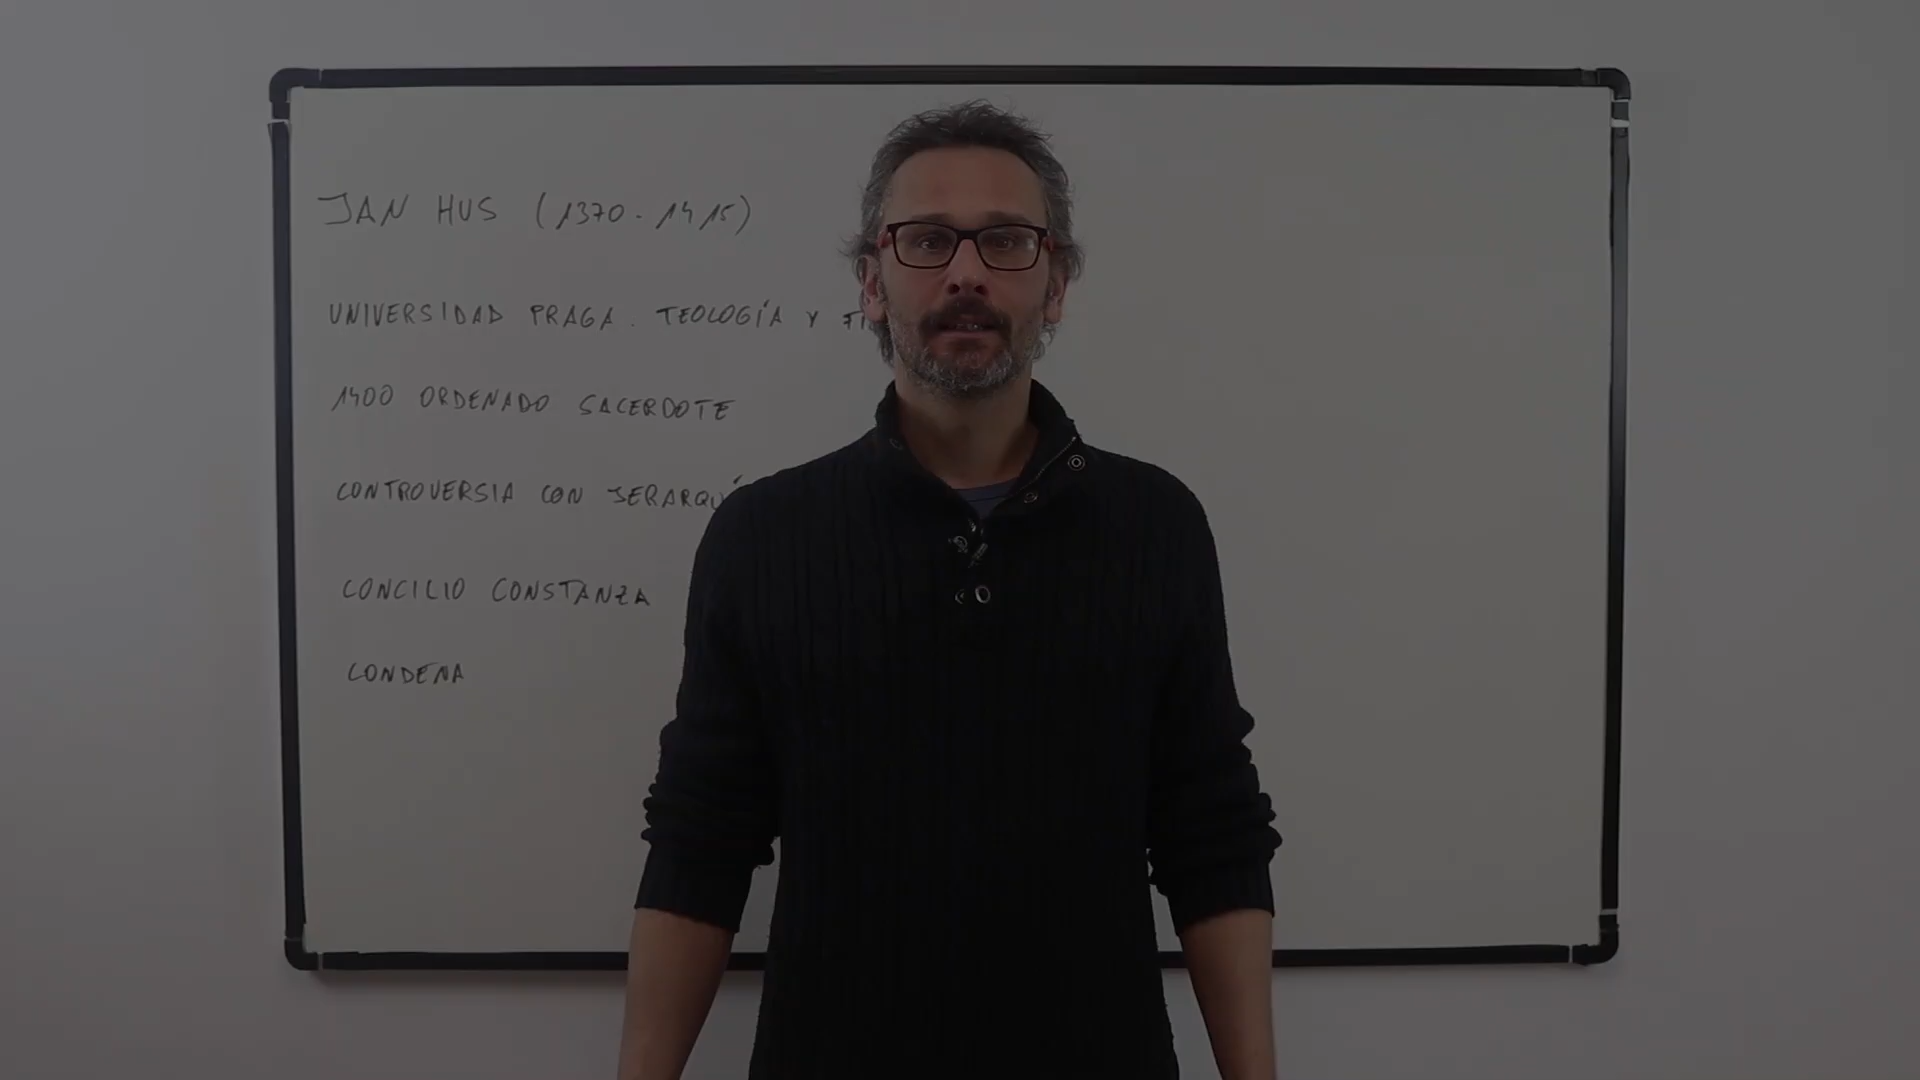 JAN HUS (1370-1415)
UNIVERSIDAD PRAGA. TEOLOGÍA Y
1400 ORDENADO SACERDOTE
CONTROVERSIA CON
CONCILIO CONSTANZA
CONDENA